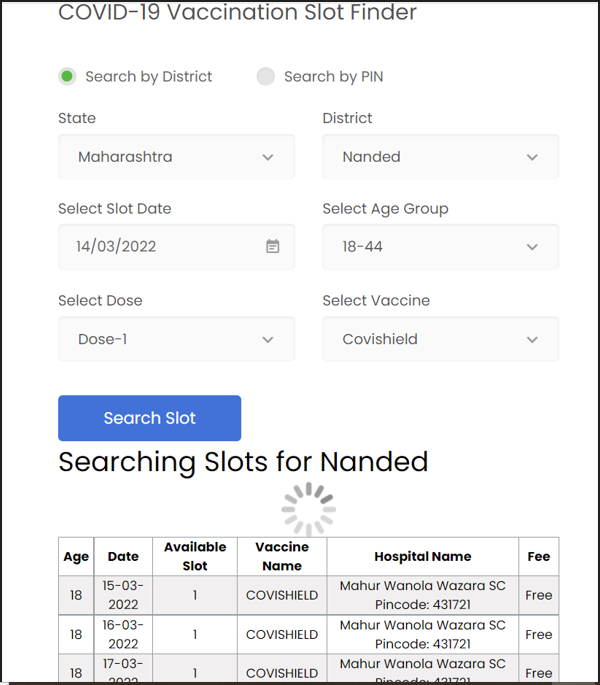 COVID-19 Vaccination Slot Finder
Search by District Search by PIN
State District
Maharashtra Nanded
Select Slot Date Select Age Group
14/03/2022 18-44
Select Dose Select Vaccine
Dose-1 Covishield
Search Slot
Searching Slots for Nanded
Age Date Available Slot Vaccine Name Hospital Name Fee
18 15-03-2022 1 COVISHIELD Mahur Wanola Wazara SC Pincode: 431721 Free
18 16-03-2022 1 COVISHIELD Mahur Wanola Wazara SC Pincode: 431721 Free
18 17-03-2022 1 COVISHIELD Mahur Wanola Wazara SC Pincode: 431721 Free